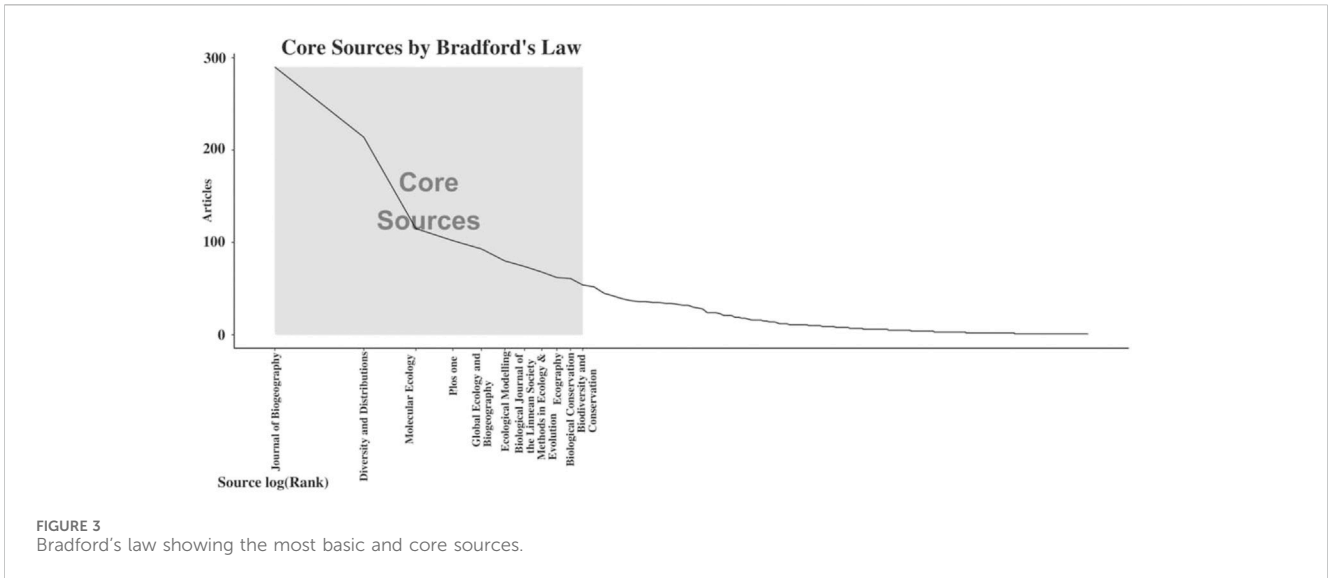 Core Sources by Bradford's Law
300
200
100
0
Articles
Core
Sources
Journal of Biogeography
Diversity and Distributions
Molecular Ecology
Plos one
Global Ecology and
Biogeography
Ecological Modelling
Biological Journal of
the Linnean Society
Methods in Ecology &
Evolution
Ecography
Biological Conservation
Biodiversity and
Conservation
Source log(Rank)
FIGURE 3
Bradford’s law showing the most basic and core sources.